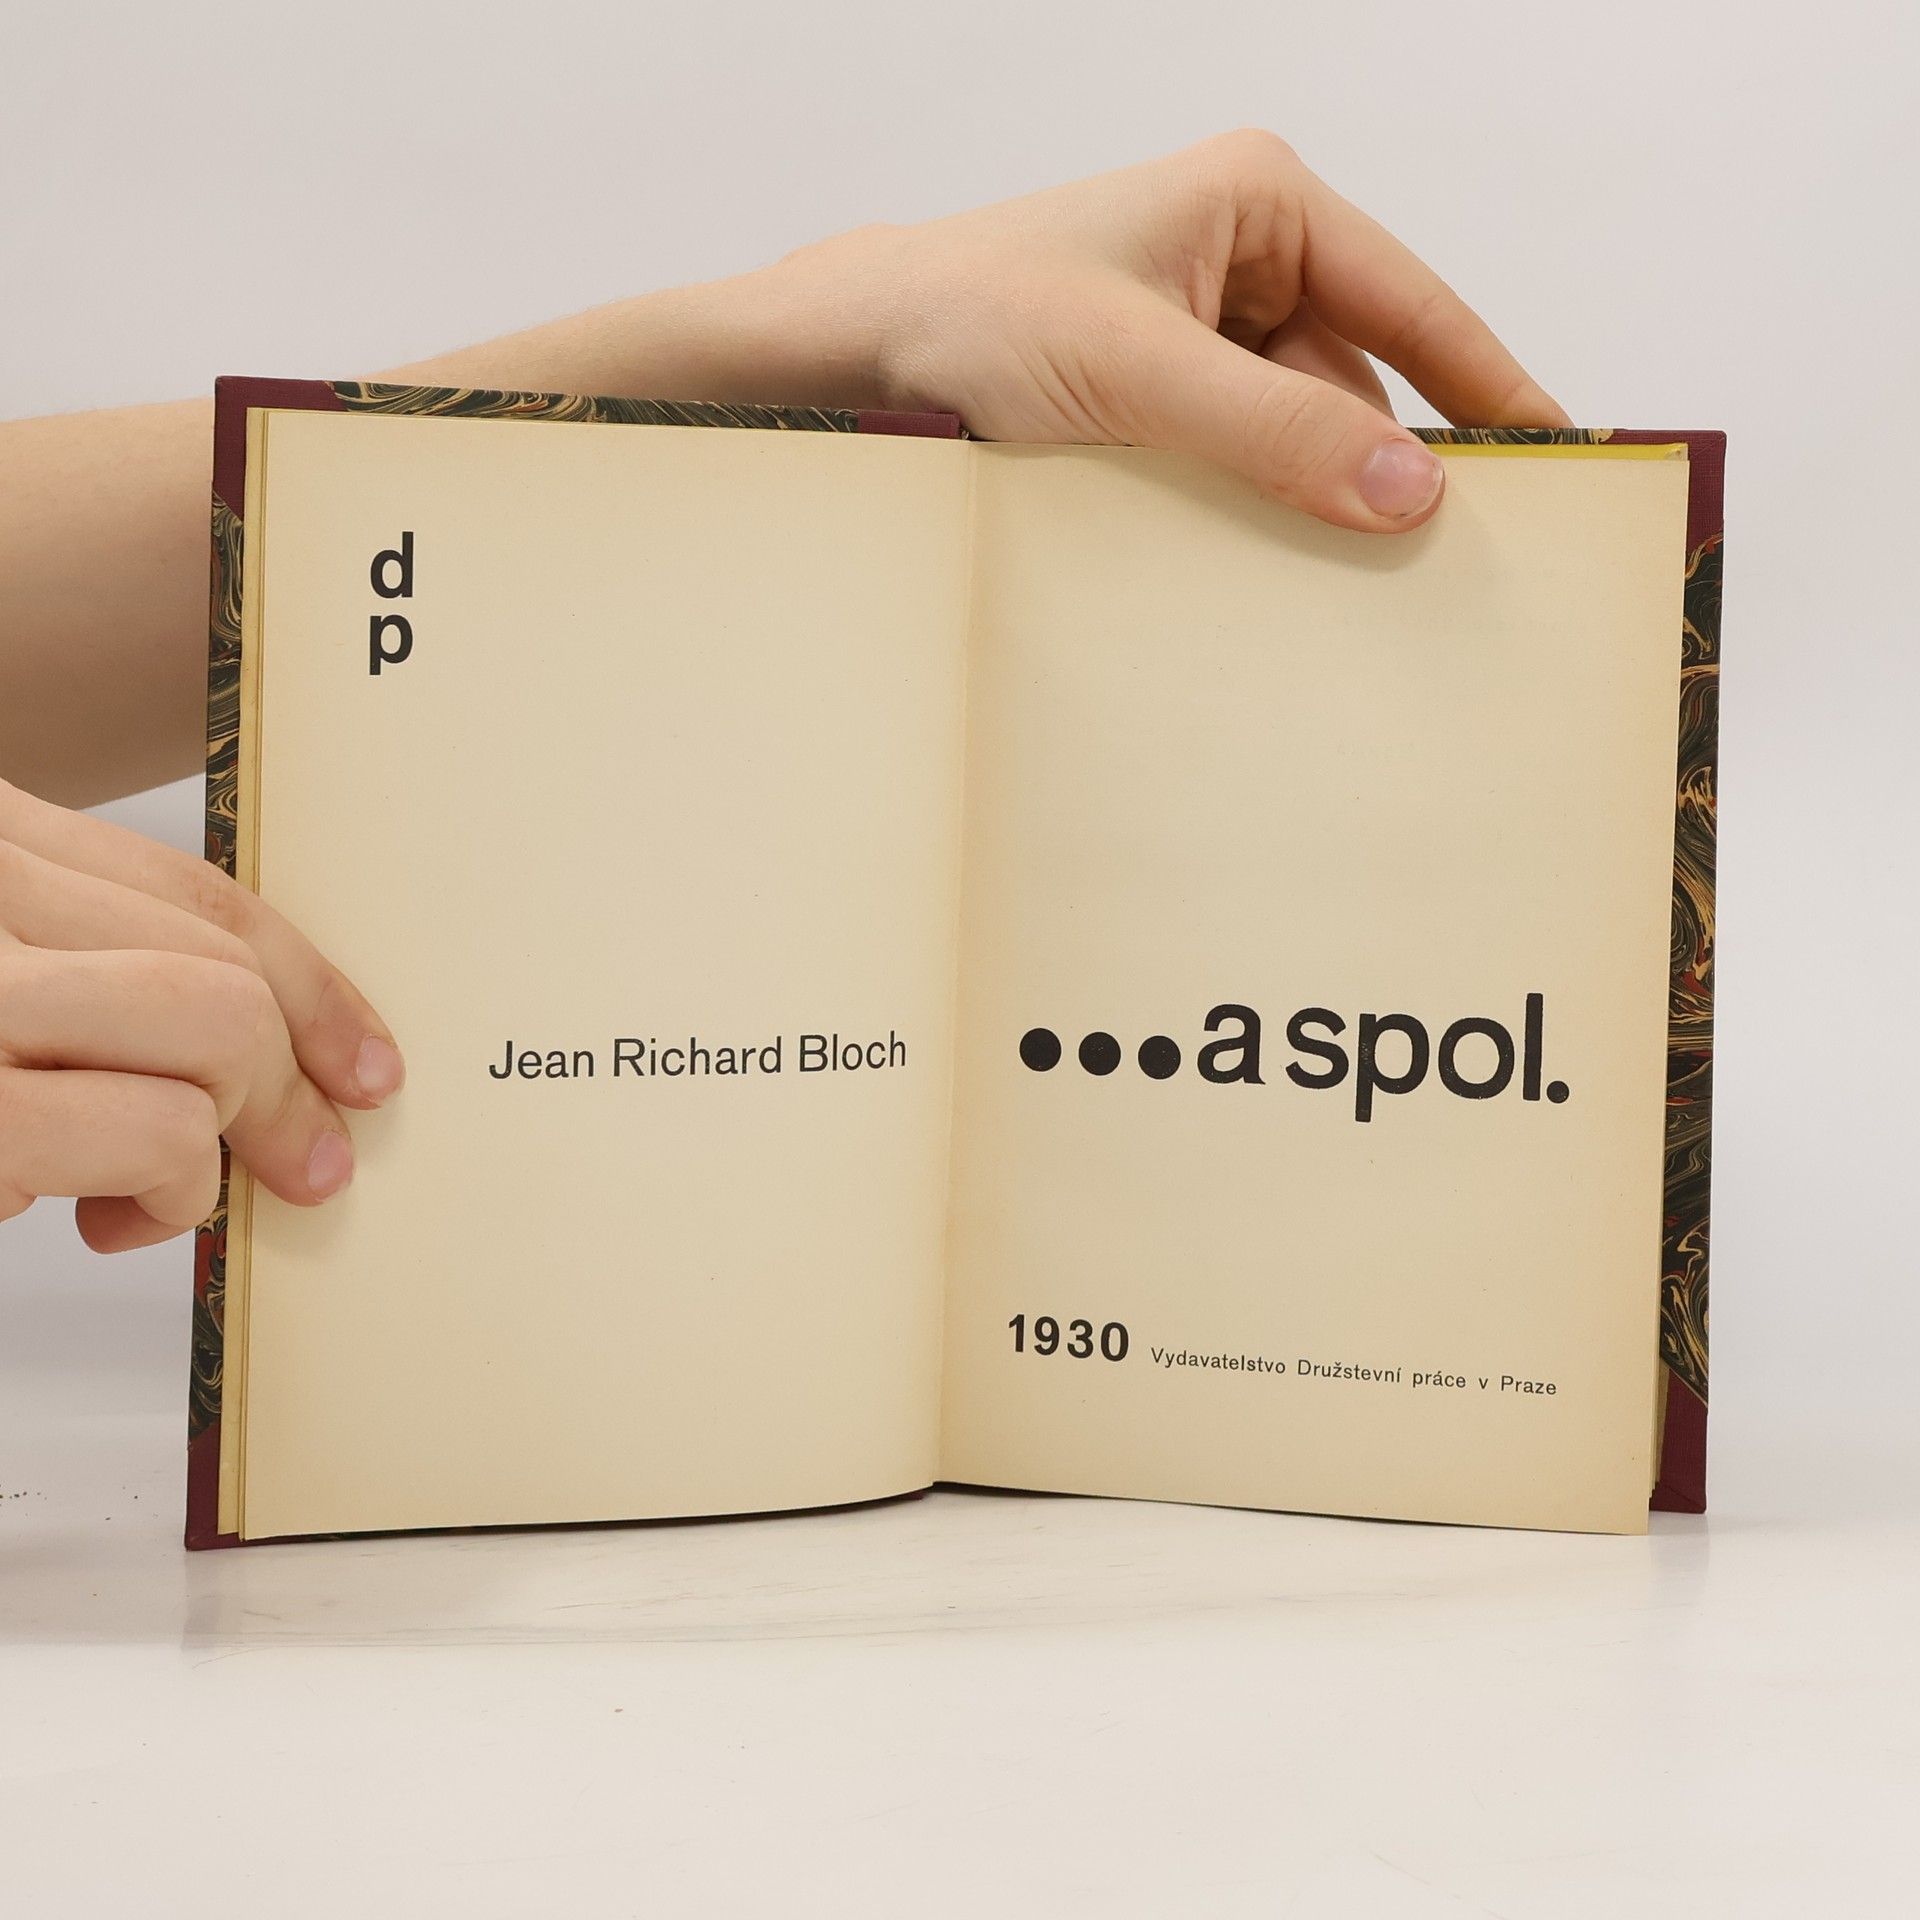 d
p
Jean Richard Bloch
...a spol.
1930 Vydavatelstvo Družstevní práce v Praze